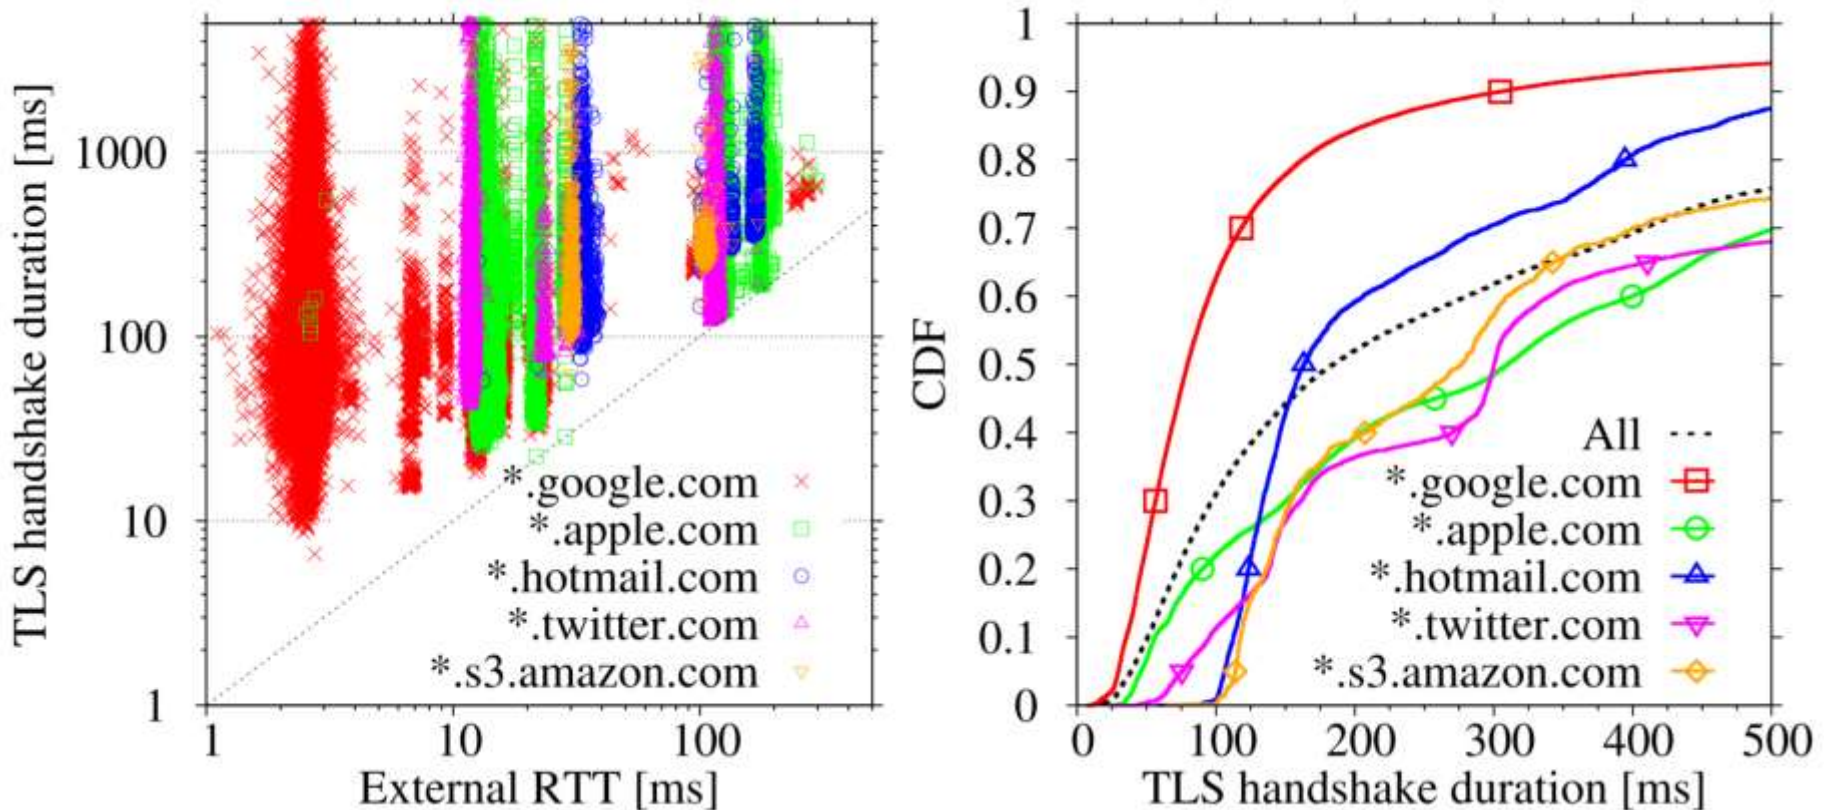 TLS handshake duration [ms]
1000
100
10
1
1
10
100
External RTT [ms]
*.google.com
*.apple.com
*.hotmail.com
*.twitter.com
*.s3.amazon.com
CDF
1
0.9
0.8
0.7
0.6
0.5
0.4
0.3
0.2
0.1
0
0
100
200
300
400
500
TLS handshake duration [ms]
All
*.google.com
*.apple.com
*.hotmail.com
*.twitter.com
*.s3.amazon.com